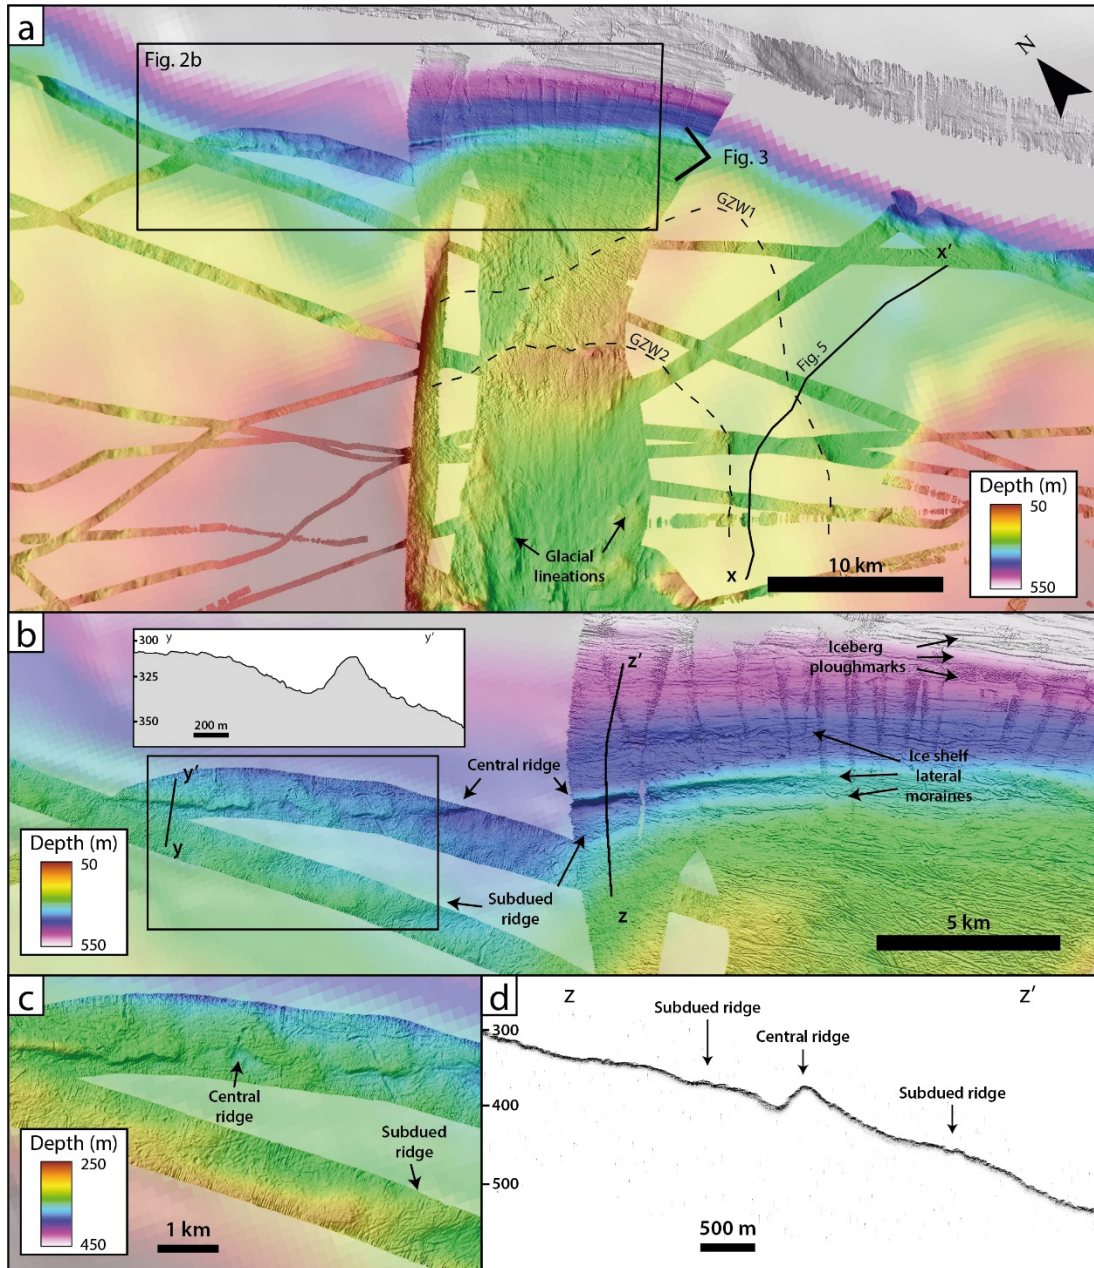 a
Fig. 2b
N
Fig. 3
GZW1
x'
GZW2
Fig. 5
Glacial
lineations
x
10 km
Depth (m)
50
550
b
300
325
350
y
y'
200 m
z'
Iceberg
ploughmarks
Central ridge
Ice shelf
lateral
moraines
y'
y
Depth (m)
50
550
Subdued
ridge
z
5 km
c
Central
ridge
Subdued
ridge
Depth (m)
250
450
1 km
d
z
z'
300
400
500
Subdued ridge
Central ridge
Subdued ridge
500 m